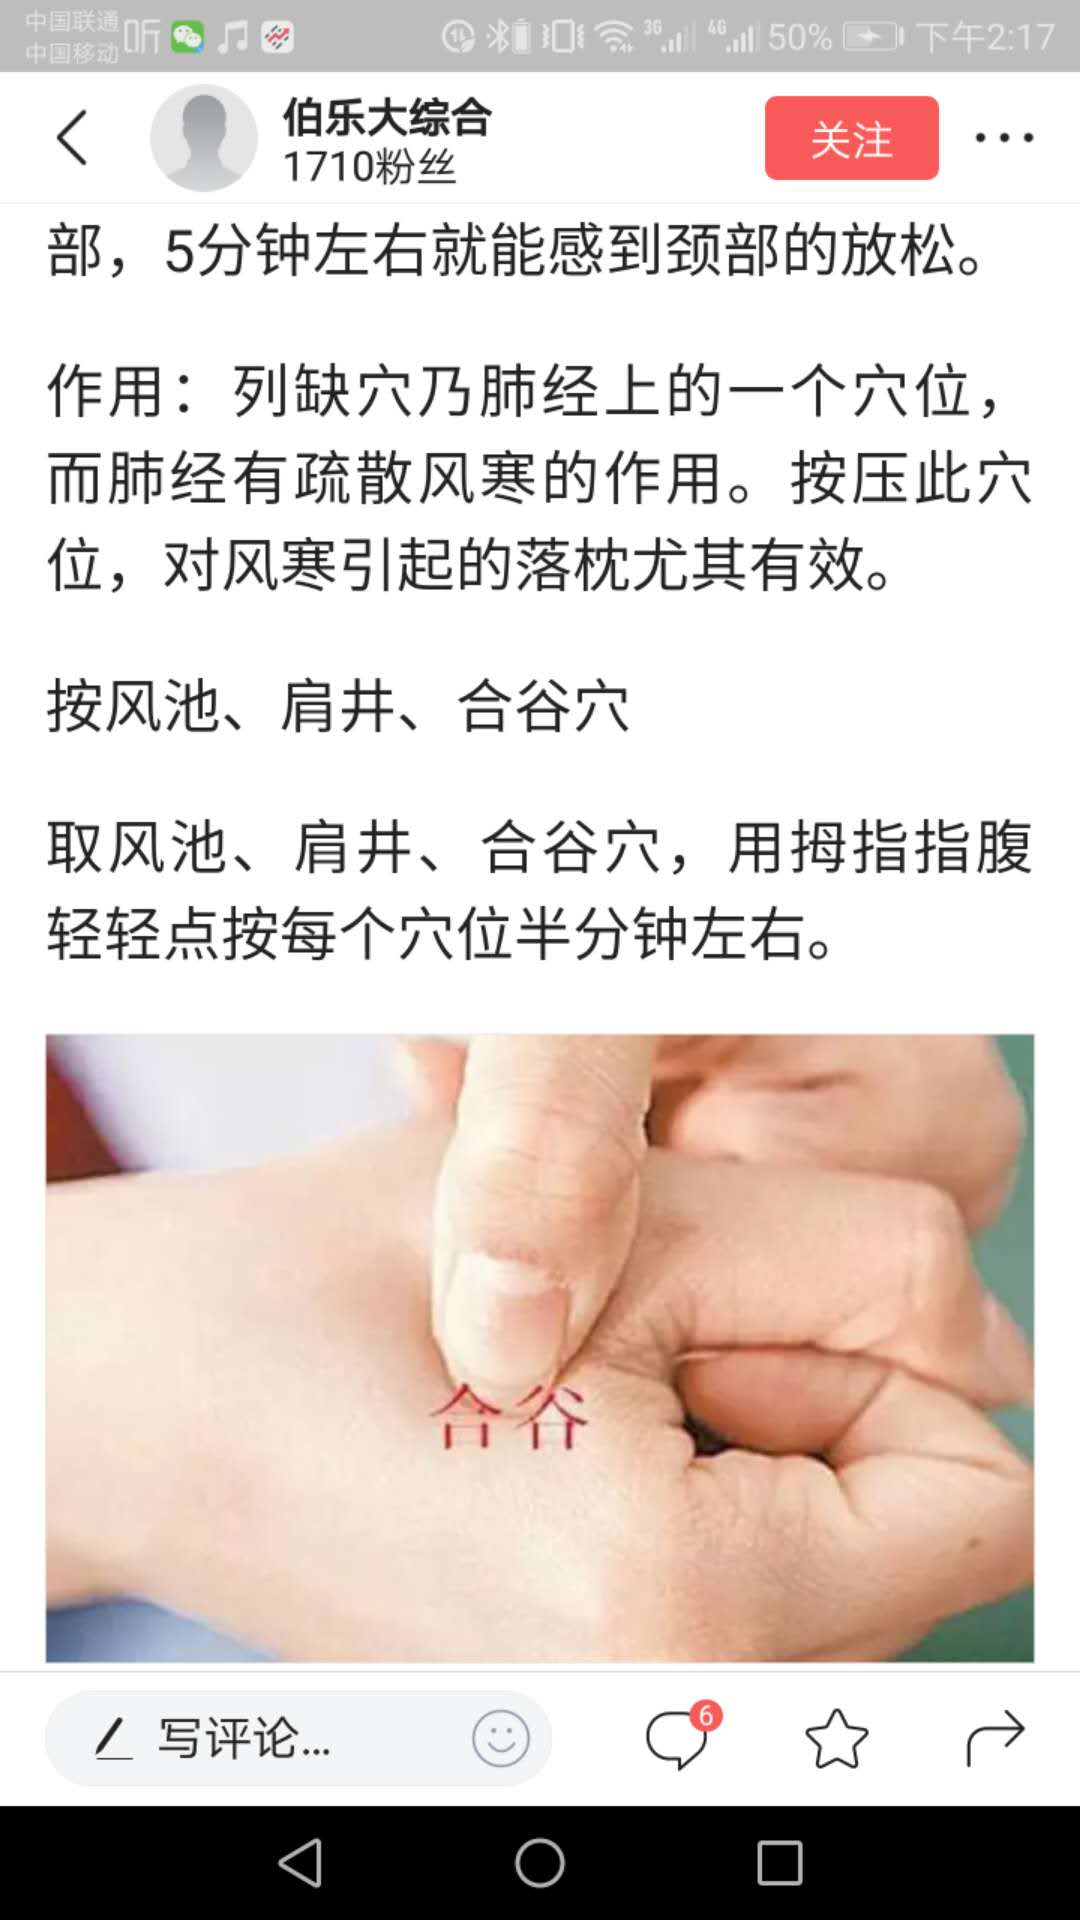 中国联通
中国移动
听
3G
4G
50%
下午2:17
伯乐大综合
1710粉丝
关注
部，5分钟左右就能感到颈部的放松。
作用：列缺穴乃肺经上的一个穴位，
而肺经有疏散风寒的作用。按压此穴
位，对风寒引起的落枕尤其有效。
按风池、肩井、合谷穴
取风池、肩井、合谷穴，用拇指指腹
轻轻点按每个穴位半分钟左右。
合谷
写评论...
6